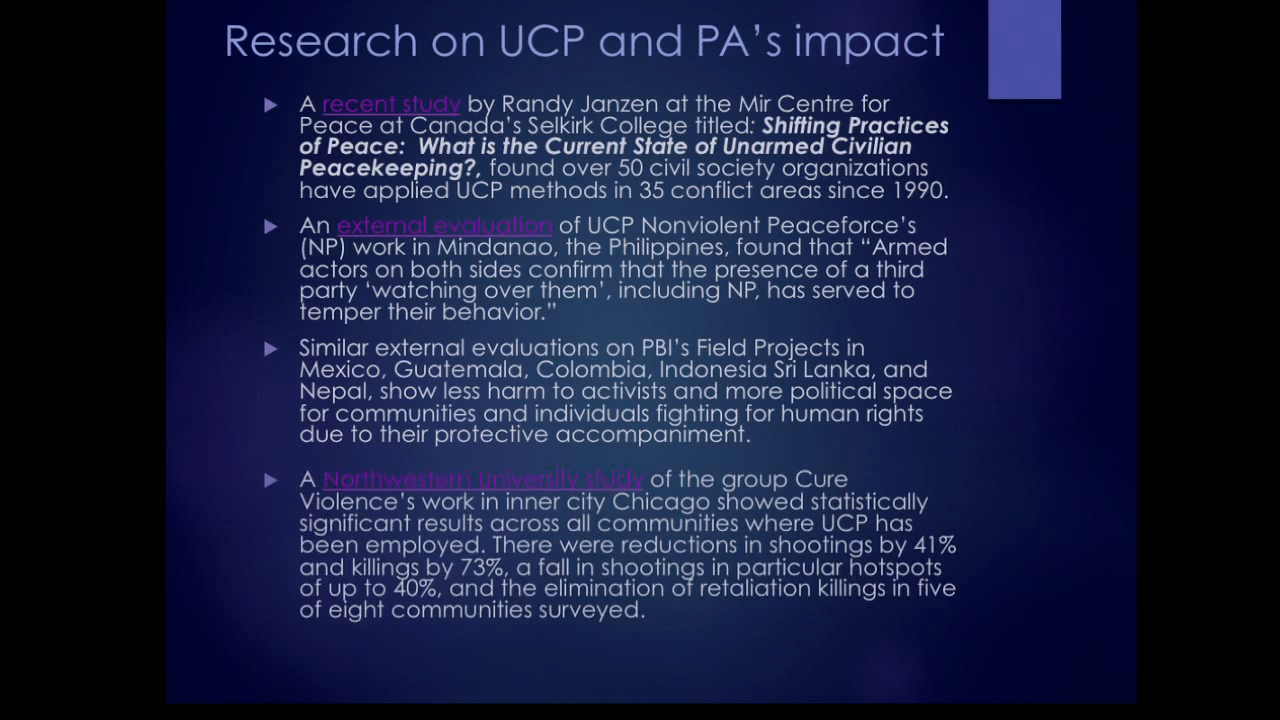 Research on UCP and PA's impact
A recent study by Randy Janzen at the Mir Centre for
Peace at Canada's Selkirk College titled: Shifting Practices
of Peace: What is the Current State of Unarmed Civilian
Peacekeeping?, found over 50 civil society organizations
have applied UCP methods in 35 conflict areas since 1990.
An external evaluation of UCP Nonviolent Peaceforce's
(NP) work in Mindanao, the Philippines, found that “Armed
actors on both sides confirm that the presence of a third
party ‘watching over them’, including NP, has served to
temper their behavior.”
Similar external evaluations on PBI's Field Projects in
Mexico, Guatemala, Colombia, Indonesia Sri Lanka, and
Nepal, show less harm to activists and more political space
for communities and individuals fighting for human rights
due to their protective accompaniment.
A Northwestern University study of the group Cure
Violence's work in inner city Chicago showed statistically
significant results across all communities where UCP has
been employed. There were reductions in shootings by 41%
and killings by 73%, a fall in shootings in particular hotspots
of up to 40%, and the elimination of retaliation killings in five
of eight communities surveyed.